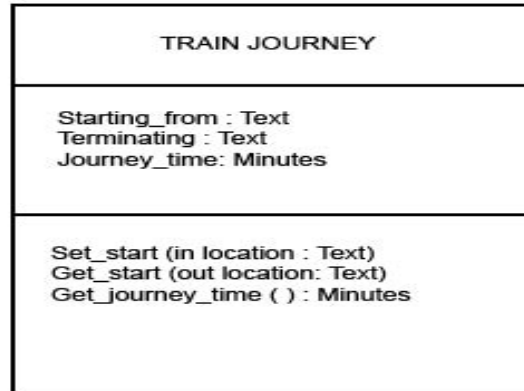 TRAIN JOURNEY
Starting_from : Text
Terminating : Text
Journey_time: Minutes
Set_start (in location : Text)
Get_start (out location: Text)
Get_journey_time ( ) : Minutes